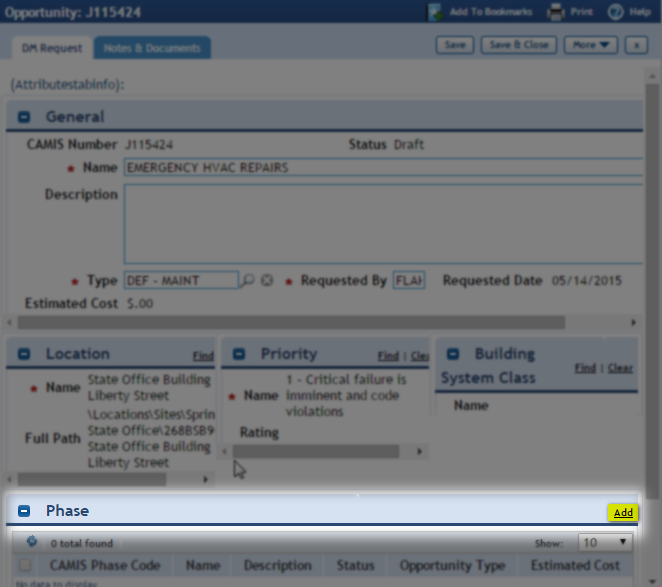 Opportunity: J115424 Add To Bookmarks Print Help
DM Request Notes & Documents Save Save & Close More x
(Attributestabinfo):
General
CAMIS Number J115424 Status Draft
Name EMERGENCY HVAC REPAIRS
Description
Type DEF - MAINT Requested By FLAH Requested Date 05/14/2015
Estimated Cost $.00
Location Find
Name State Office Building
Liberty Street
Full Path \Locations\Sites\Sprin
State Office\268BSB9
State Office Building
Liberty Street
Priority Find | Clea
Name 1 - Critical failure is
imminent and code
violations
Rating
Building
System Class Find | Clear
Name
Phase Add
0 total found Show: 10
CAMIS Phase Code Name Description Status Opportunity Type Estimated Cost
No data to display